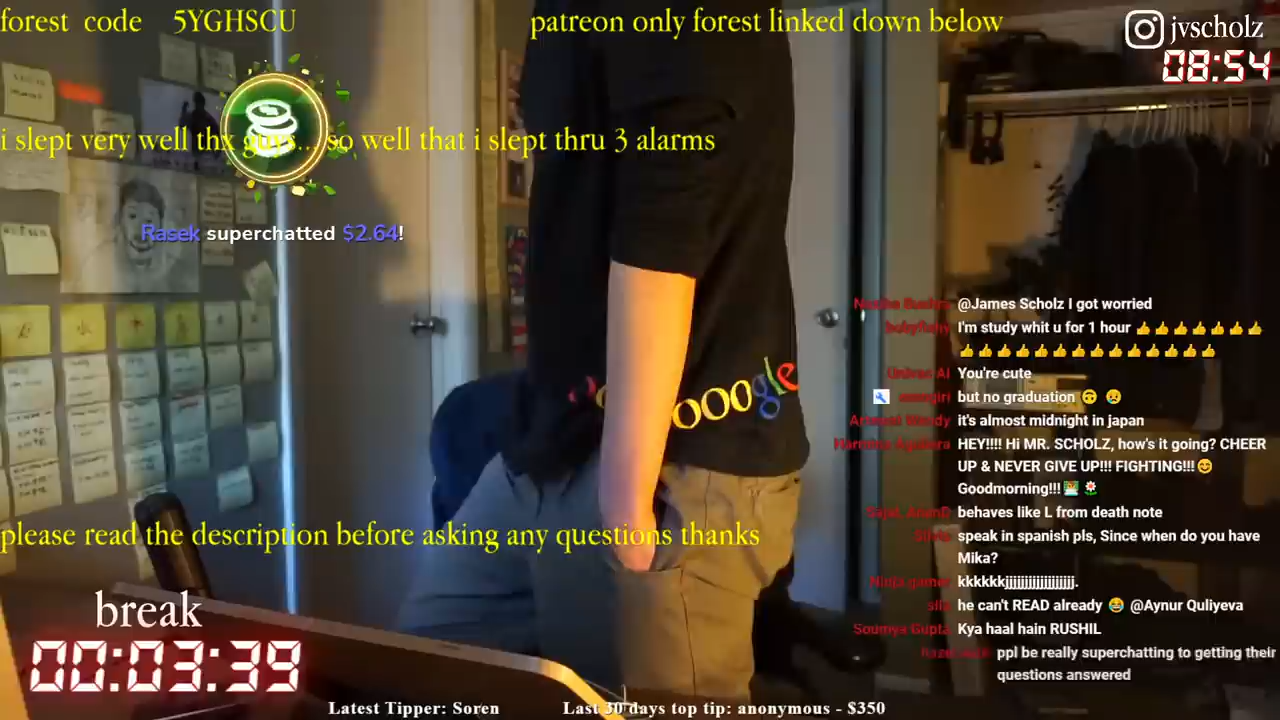 forest code 5YGHSCU
patreon only forest linked down below
jvscholz
08:54
i slept very well thx guys... so well that i slept thru 3 alarms
Rasek superchatted $2.64!
oogle
@James Scholz I got worried
I'm study whit u for 1 hour 👍👍👍👍👍👍👍
👍👍👍👍👍👍👍👍👍👍👍👍👍👍
You're cute
but no graduation 🙃 😥
it's almost midnight in japan
HEY!!!! Hi MR. SCHOLZ, how's it going? CHEER
UP & NEVER GIVE UP!!! FIGHTING!!!😊
Goodmorning!!!
behaves like L from death note
speak in spanish pls, Since when do you have
Mika?
Ninja gamer kkkkkkjjjjjjjjjjjjjjjjjj.
he can't READ already 😂 @Aynur Quliyeva
Soumya Gupta Kya haal hain RUSHIL
ppl be really superchatting to getting their
questions answered
please read the description before asking any questions thanks
break
00:03:39
Latest Tipper: Soren
Last 30 days top tip: anonymous - $350